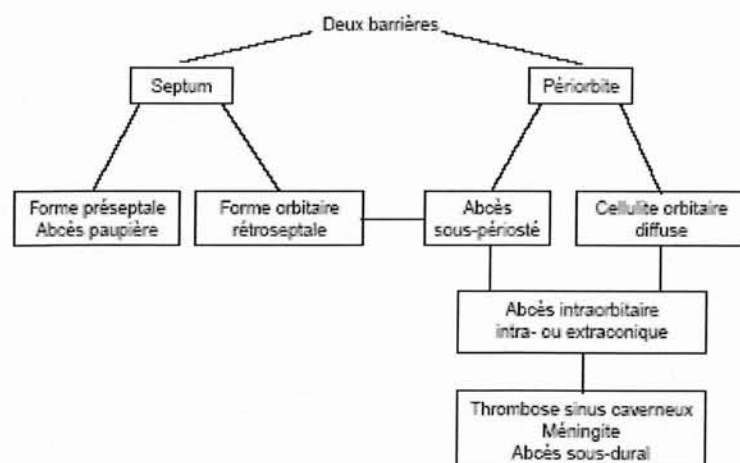 Deux barrières
Septum
Périorbite
Forme préseptale
Abcès paupière
Forme orbitaire
rétroseptale
Abcès
sous-périosté
Cellulite orbitaire
diffuse
Abcès intraorbitaire
intra- ou extraconique
Thrombose sinus caverneux
Méningite
Abcès sous-dural